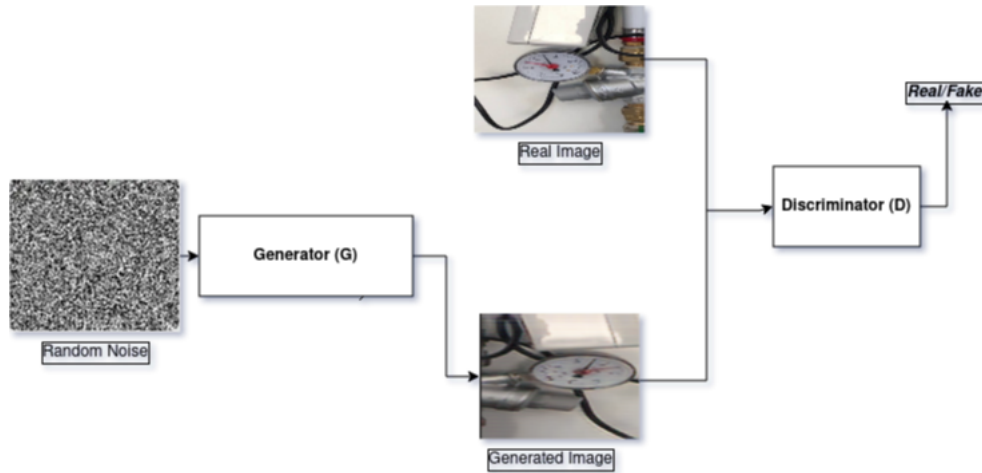 Real/Fake
Real Image
Discriminator (D)
Generator (G)
Random Noise
Generated Image